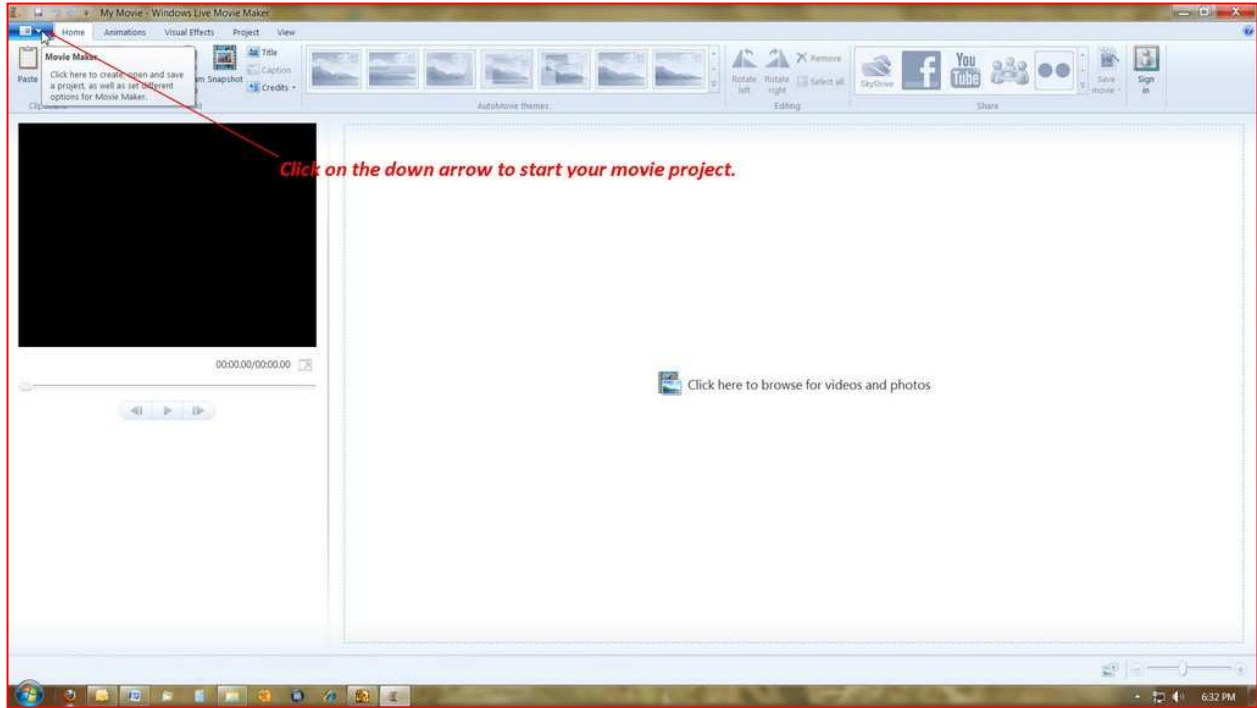 My Movie - Windows Live Movie Maker
Home Animations Visual Effects Project View
Movie Maker
Click here to create, open and save
a project, as well as set different
options for Movie Maker.
Paste
Snapshot
Title
Caption
Credits
AutoMovie themes
Rotate left
Rotate right
Remove
Select all
Editing
SkyDrive
f
You
Tube
Share
Save movie
Sign in
Click on the down arrow to start your movie project.
00:00.00/00:00.00
Click here to browse for videos and photos
6:32 PM